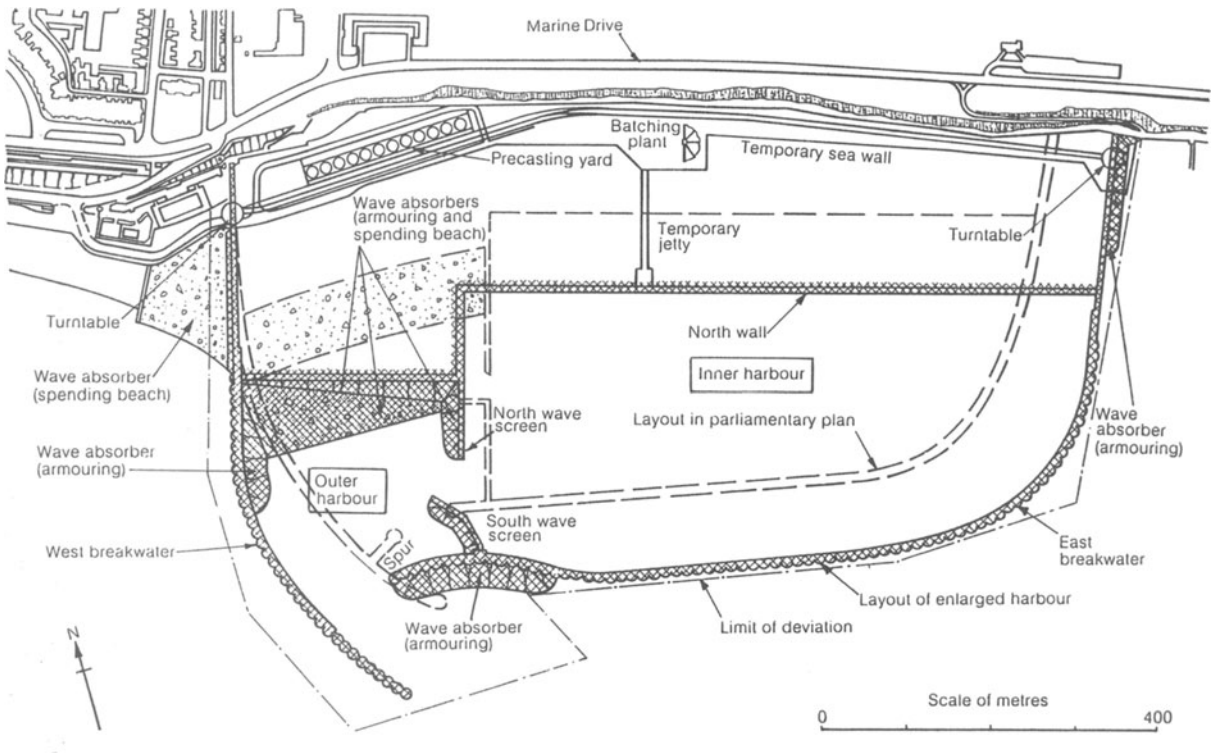 Marine Drive
Batching
plant
Precasting yard
Temporary sea wall
Wave absorbers
(armouring and
spending beach)
Temporary
jetty
Turntable
Turntable
North wall
Wave absorber
(spending beach)
Inner harbour
North wave
screen
Layout in parliamentary plan
Wave
absorber
(armouring)
Wave absorber
(armouring)
Outer
harbour
South wave
screen
Spur
West breakwater
East
breakwater
Layout of enlarged harbour
Wave absorber
(armouring)
Limit of deviation
N
Scale of metres
0
400